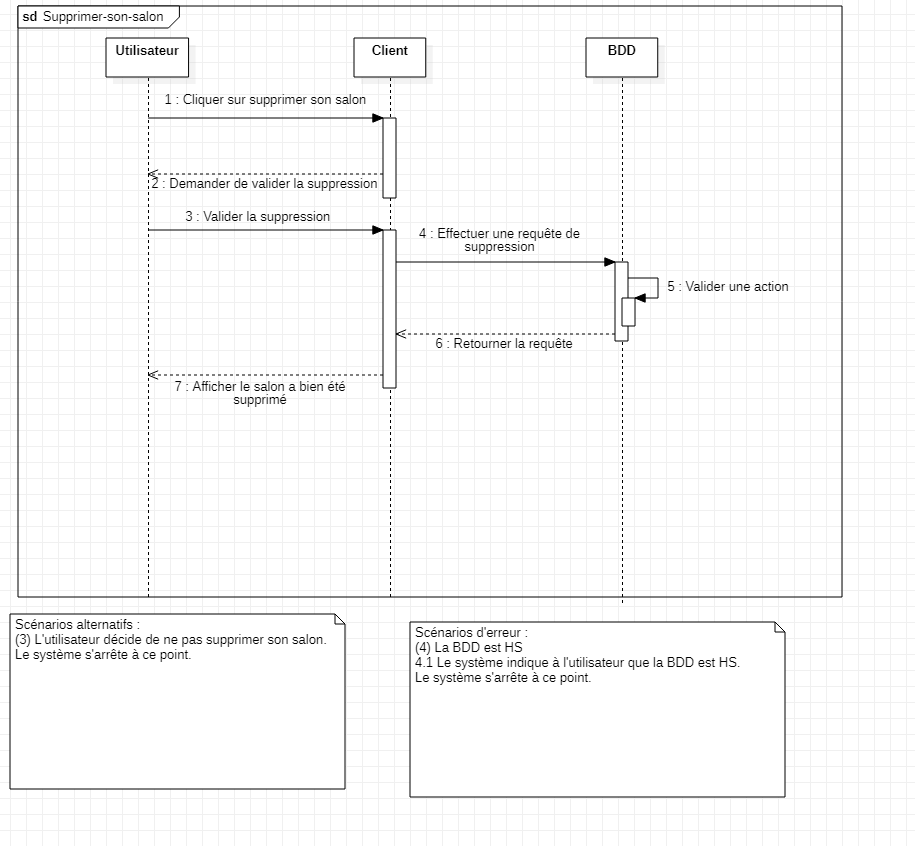 sd Supprimer-son-salon
Utilisateur
Client
BDD
1 : Cliquer sur supprimer son salon
2 : Demander de valider la suppression
3 : Valider la suppression
4 : Effectuer une requête de
suppression
5 : Valider une action
6 : Retourner la requête
7 : Afficher le salon a bien été
supprimé
Scénarios alternatifs :
(3) L'utilisateur décide de ne pas supprimer son salon.
Le système s'arrête à ce point.
Scénarios d'erreur :
(4) La BDD est HS
4.1 Le système indique à l'utilisateur que la BDD est HS.
Le système s'arrête à ce point.